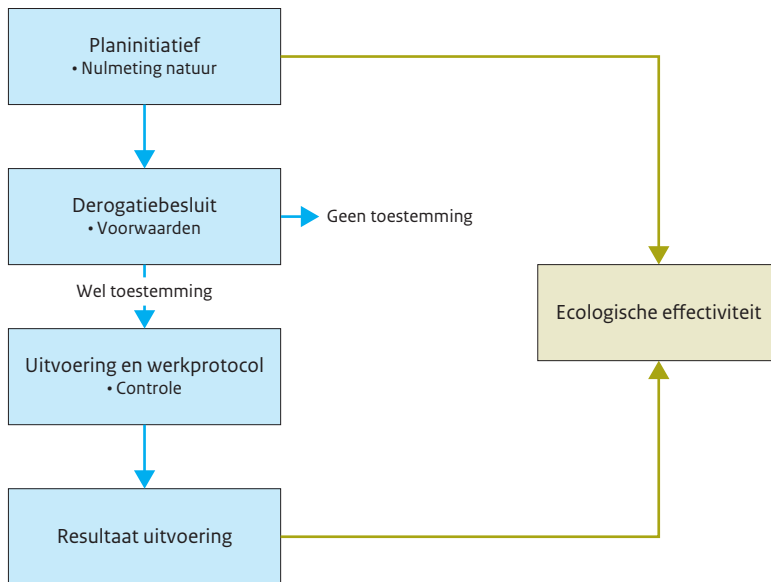 Planinitiatief
• Nulmeting natuur
Derogatiebesluit
• Voorwaarden
Geen toestemming
Wel toestemming
Ecologische effectiviteit
Uitvoering en werkprotocol
• Controle
Resultaat uitvoering